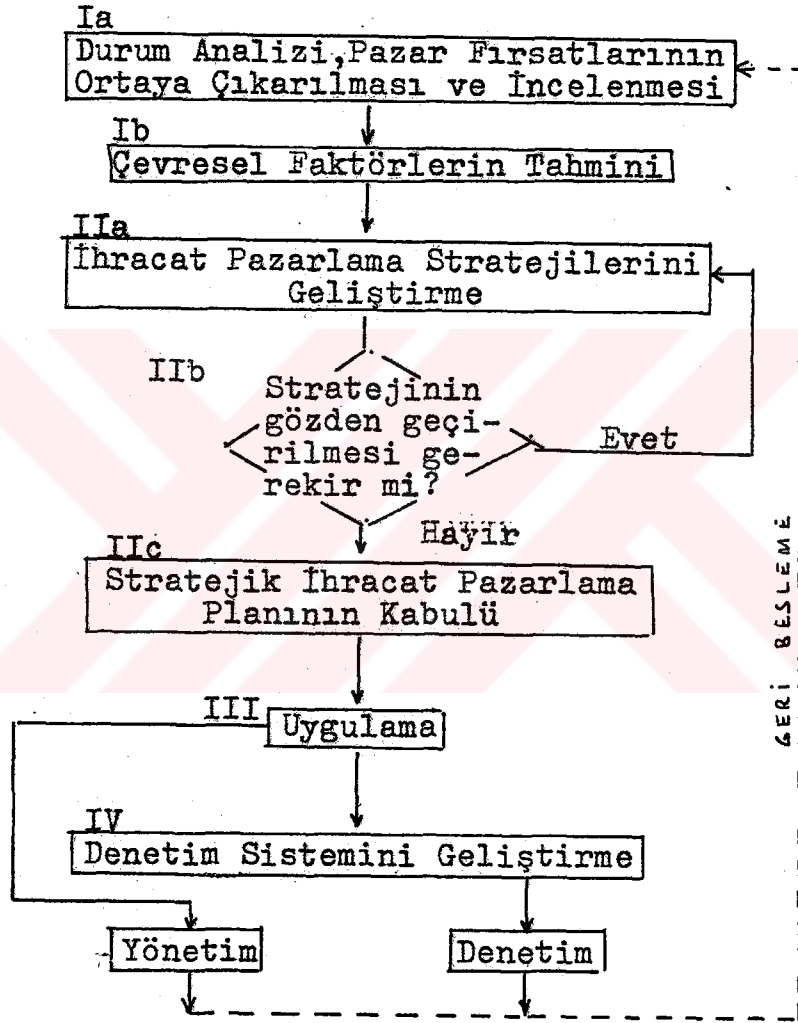 Ia
Durum Analizi,Pazar Fırsatlarının
Ortaya Çıkarılması ve İncelenmesi
Ib
Çevresel Faktörlerin Tahmini
IIa
İhracat Pazarlama Stratejilerini
Geliştirme
IIb
Stratejinin
gözden geçi-
rilmesi ge-
rekir mi?
Evet
Hayir
IIc
Stratejik İhracat Pazarlama
Planının Kabulü
III
Uygulama
IV
Denetim Sistemini Geliştirme
Yönetim
Denetim
GERİ BESLEME